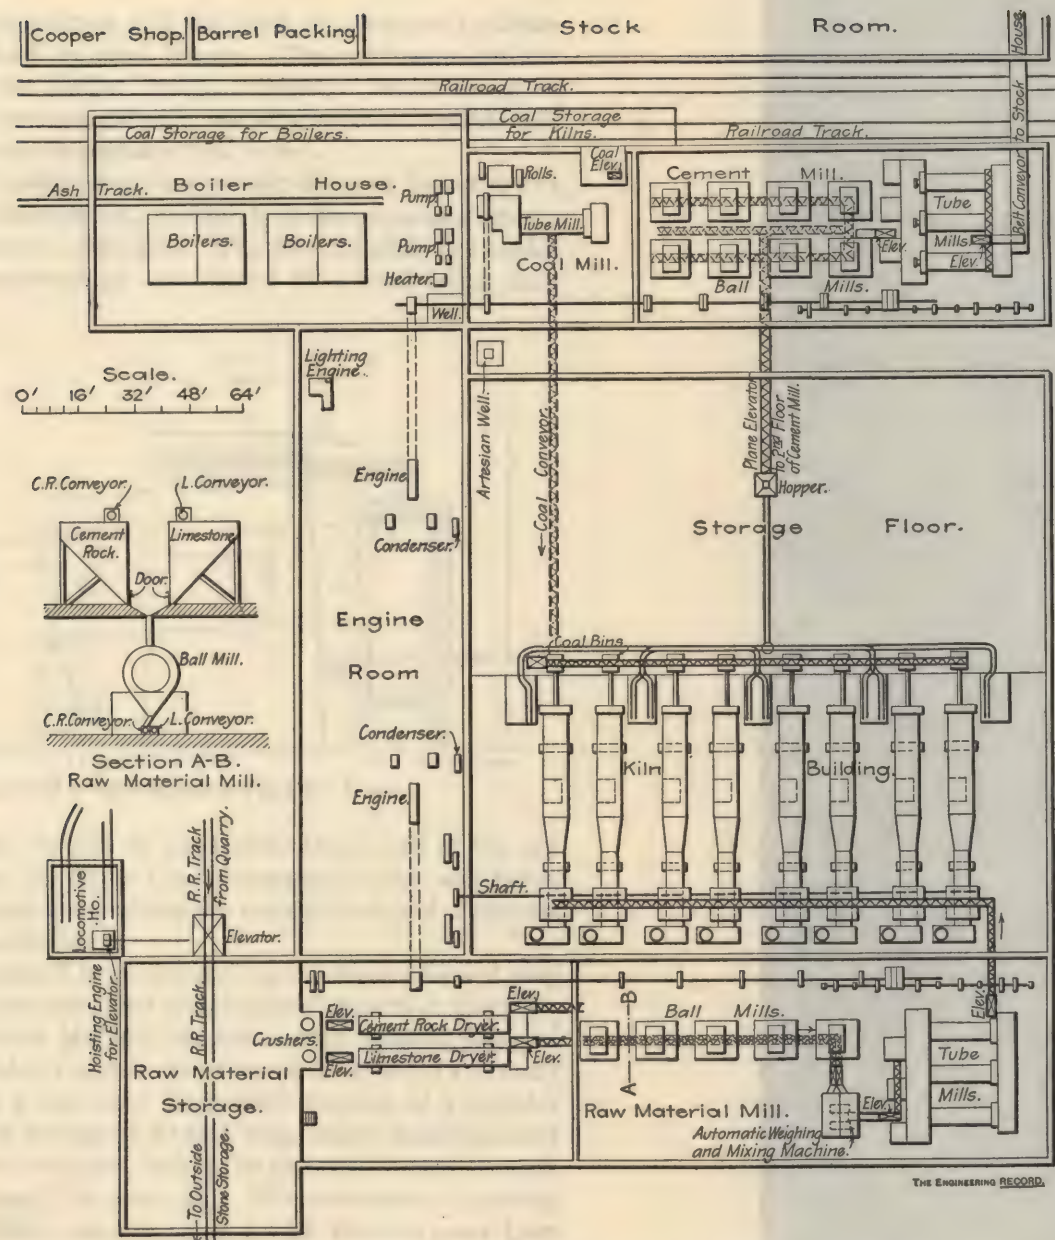 Cooper Shop.
Barrel Packing.
Stock Room.
House.
Railroad Track.
Coal Storage for Boilers.
Coal Storage
for Kilns.
Railroad Track.
Belt Conveyor to Stock
Ash Track.
Boiler House.
Boilers.
Boilers.
Pump.
Pump.
Heater.
Well.
Rolls.
Coal
Elev.
Tube Mill.
Coal Mill.
Cement Mill.
Ball Mills.
Elev.
Tube
Mills.
Elev.
Scale.
0' 16' 32' 48' 64'
Lighting
Engine.
Artesian Well.
Coal Conveyor.
Plane Elevator
to 2nd Floor
of Cement Mill.
Hopper.
Storage Floor.
Engine
Condenser.
C.R. Conveyor.
L. Conveyor.
Cement
Rock.
Limestone
Door.
Ball Mill.
C.R. Conveyor.
L. Conveyor.
Section A-B.
Raw Material Mill.
Engine
Room
Coal Bins
Condenser.
Engine.
Kiln Building.
Shaft.
Locomotive
Ho.
R.R. Track
from Quarry.
Elevator.
Hoisting Engine
for Elevator.
R.R. Track.
Crushers.
Elev.
Cement Rock Dryer.
Limestone Dryer.
Elev.
Elev.
Elev.
Raw Material
Storage.
To Outside
Stone Storage.
B
A
Ball Mills.
Raw Material Mill.
Automatic Weighing
and Mixing Machine.
Elev.
Elev.
Tube
Mills.
THE ENGINEERING RECORD.